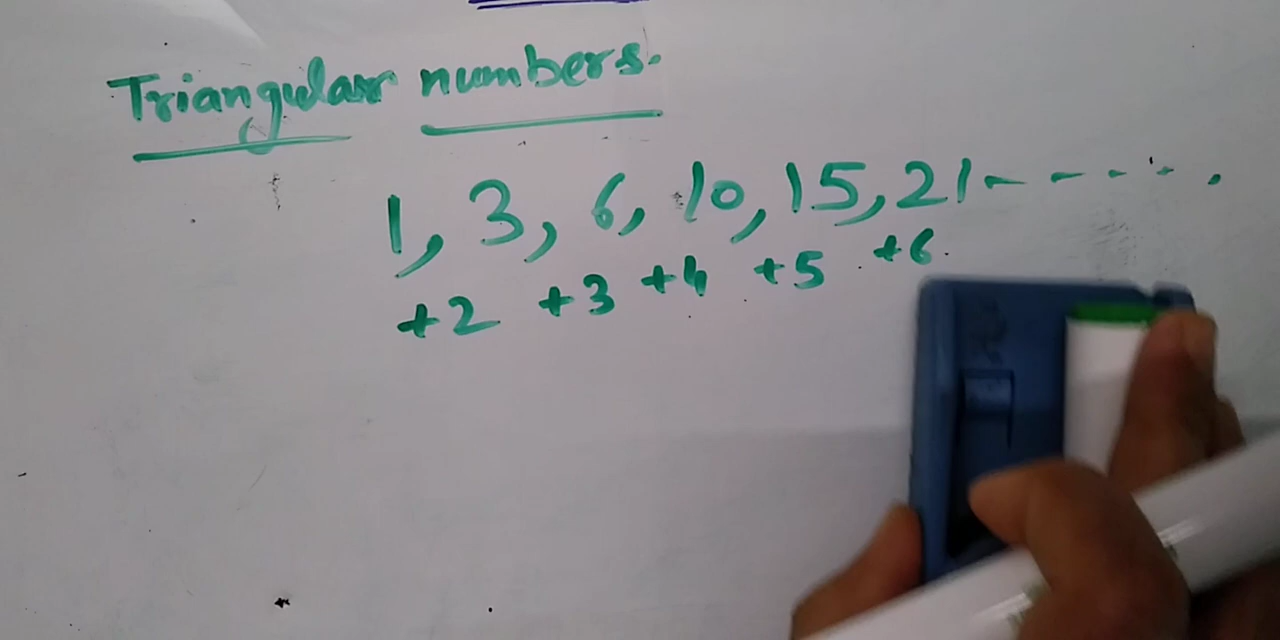 Triangular numbers.
1, 3, 6, 10, 15, 21-----.
+2 +3 +4 +5 +6